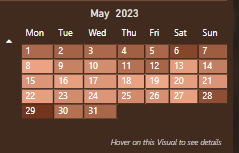 May 2023
Mon Tue Wed Thu Fri Sat Sun
1 2 3 4 5 6 7
8 9 10 11 12 13 14
15 16 17 18 19 20 21
22 23 24 25 26 27 28
29 30 31
Hover on this Visual to see details